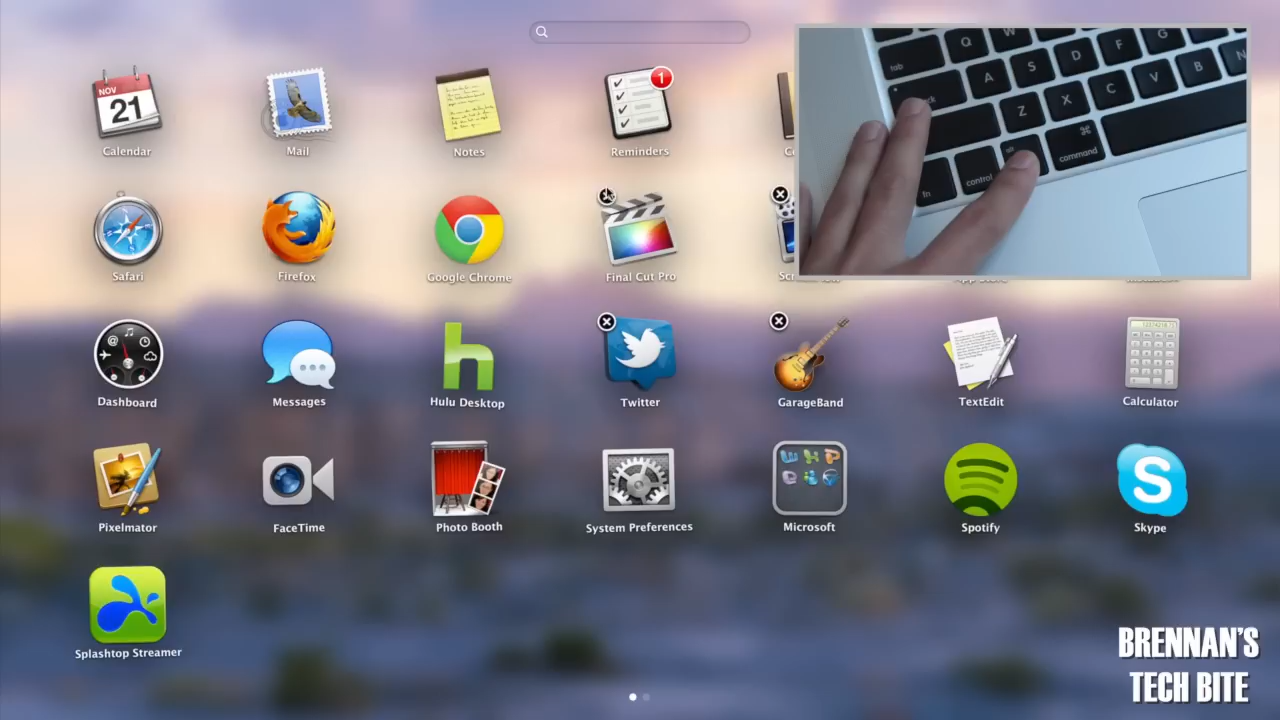 NOV
21
1
Calendar
Mail
Notes
Reminders
Safari
Firefox
Google Chrome
Final Cut Pro
Dashboard
Messages
Hulu Desktop
Twitter
GarageBand
TextEdit
Calculator
Pixelmator
FaceTime
Photo Booth
System Preferences
Microsoft
Spotify
Skype
Splashtop Streamer
tab
Q
W
A
S
D
F
G
Z
X
C
V
B
N
fn
control
alt
⌘
command
BRENNAN'S
TECH BITE